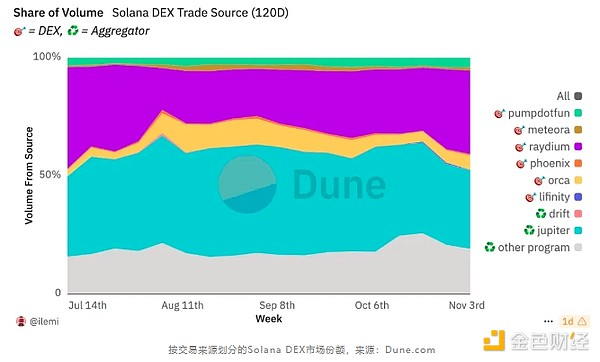 Share of Volume Solana DEX Trade Source (120D)
🎯 = DEX, ♻️ = Aggregator
100%
50%
0
Volume From Source
Dune
Jul 14th
Aug 11th
Sep 8th
Oct 6th
Nov 3rd
Week
All
🎯 pumpdotfun
🎯 meteora
🎯 raydium
🎯 phoenix
🎯 orca
🎯 lifinity
♻️ drift
♻️ jupiter
♻️ other program
@ilemi
... 1d
按交易来源划分的Solana DEX市场份额，来源：Dune.com
金色财经